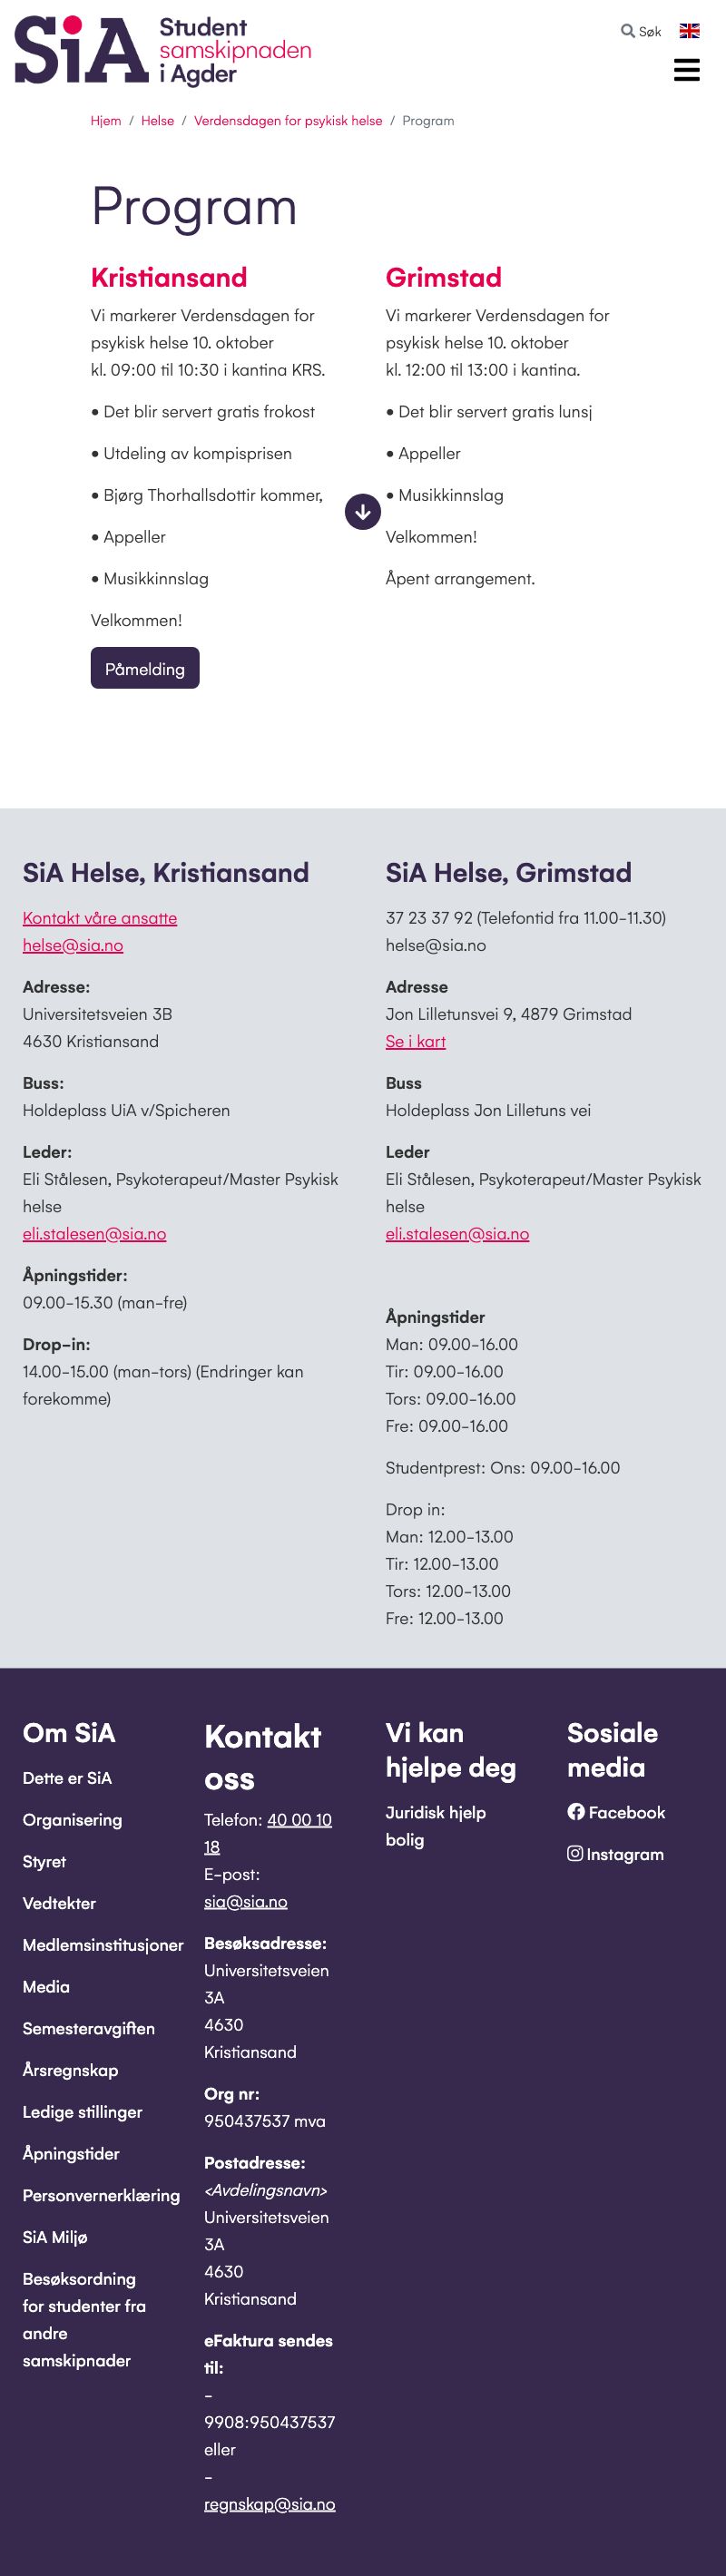 SiA Student
samskipnaden
i Agder
Søk
Hjem / Helse / Verdensdagen for psykisk helse / Program
Program
Kristiansand
Vi markerer Verdensdagen for
psykisk helse 10. oktober
kl. 09:00 til 10:30 i kantina KRS.
• Det blir servert gratis frokost
• Utdeling av kompisprisen
• Bjørg Thorhallsdottir kommer,
• Appeller
• Musikkinnslag
Velkommen!
Påmelding
Grimstad
Vi markerer Verdensdagen for
psykisk helse 10. oktober
kl. 12:00 til 13:00 i kantina.
• Det blir servert gratis lunsj
• Appeller
• Musikkinnslag
Velkommen!
Åpent arrangement.
SiA Helse, Kristiansand
Kontakt våre ansatte
helse@sia.no
Adresse:
Universitetsveien 3B
4630 Kristiansand
Buss:
Holdeplass UiA v/Spicheren
Leder:
Eli Stålesen, Psykoterapeut/Master Psykisk
helse
eli.stalesen@sia.no
Åpningstider:
09.00-15.30 (man-fre)
Drop-in:
14.00-15.00 (man-tors) (Endringer kan
forekomme)
SiA Helse, Grimstad
37 23 37 92 (Telefontid fra 11.00-11.30)
helse@sia.no
Adresse
Jon Lilletunsvei 9, 4879 Grimstad
Se i kart
Buss
Holdeplass Jon Lilletuns vei
Leder
Eli Stålesen, Psykoterapeut/Master Psykisk
helse
eli.stalesen@sia.no
Åpningstider
Man: 09.00-16.00
Tir: 09.00-16.00
Tors: 09.00-16.00
Fre: 09.00-16.00
Studentprest: Ons: 09.00-16.00
Drop in:
Man: 12.00-13.00
Tir: 12.00-13.00
Tors: 12.00-13.00
Fre: 12.00-13.00
Om SiA
Dette er SiA
Organisering
Styret
Vedtekter
Medlemsinstitusjoner
Media
Semesteravgiften
Årsregnskap
Ledige stillinger
Åpningstider
Personvernerklæring
SiA Miljø
Besøksordning
for studenter fra
andre
samskipnader
Kontakt
oss
Telefon: 40 00 10
18
E-post:
sia@sia.no
Besøksadresse:
Universitetsveien
3A
4630
Kristiansand
Org nr:
950437537 mva
Postadresse:
<Avdelingsnavn>
Universitetsveien
3A
4630
Kristiansand
eFaktura sendes
til:
-
9908:950437537
eller
-
regnskap@sia.no
Vi kan
hjelpe deg
Juridisk hjelp
bolig
Sosiale
media
Facebook
Instagram